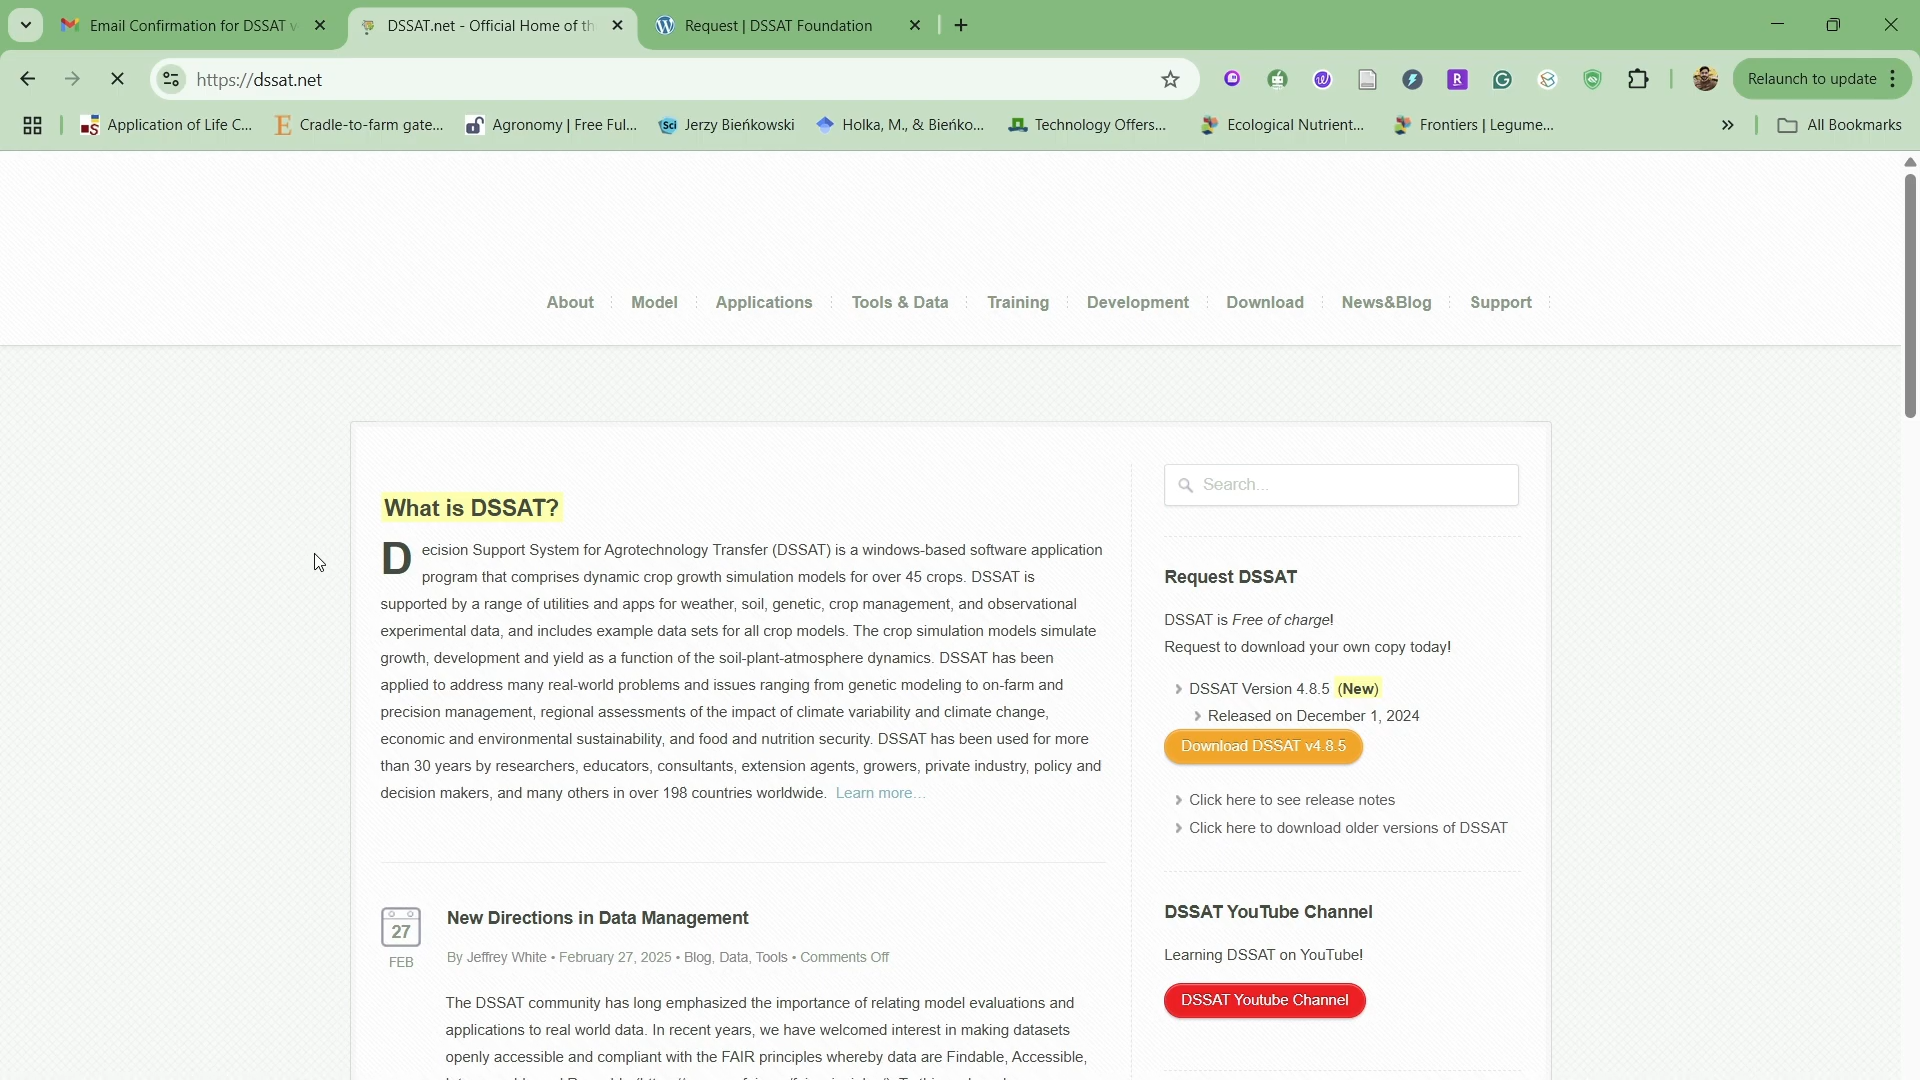 Email Confirmation for DSSAT v
DSSAT.net - Official Home of th
Request | DSSAT Foundation
https://dssat.net
Relaunch to update
Application of Life C...
Cradle-to-farm gate...
Agronomy | Free Ful...
Jerzy Bieńkowski
Holka, M., & Bieńko...
Technology Offers...
Ecological Nutrient...
Frontiers | Legume...
All Bookmarks
About
Model
Applications
Tools & Data
Training
Development
Download
News&Blog
Support
What is DSSAT?
Decision Support System for Agrotechnology Transfer (DSSAT) is a windows-based software application
program that comprises dynamic crop growth simulation models for over 45 crops. DSSAT is
supported by a range of utilities and apps for weather, soil, genetic, crop management, and observational
experimental data, and includes example data sets for all crop models. The crop simulation models simulate
growth, development and yield as a function of the soil-plant-atmosphere dynamics. DSSAT has been
applied to address many real-world problems and issues ranging from genetic modeling to on-farm and
precision management, regional assessments of the impact of climate variability and climate change,
economic and environmental sustainability, and food and nutrition security. DSSAT has been used for more
than 30 years by researchers, educators, consultants, extension agents, growers, private industry, policy and
decision makers, and many others in over 198 countries worldwide. Learn more…
27
FEB
New Directions in Data Management
By Jeffrey White • February 27, 2025 • Blog, Data, Tools • Comments Off
The DSSAT community has long emphasized the importance of relating model evaluations and
applications to real world data. In recent years, we have welcomed interest in making datasets
openly accessible and compliant with the FAIR principles whereby data are Findable, Accessible,
Search...
Request DSSAT
DSSAT is Free of charge!
Request to download your own copy today!
DSSAT Version 4.8.5 (New)
Released on December 1, 2024
Download DSSAT v4.8.5
Click here to see release notes
Click here to download older versions of DSSAT
DSSAT YouTube Channel
Learning DSSAT on YouTube!
DSSAT Youtube Channel